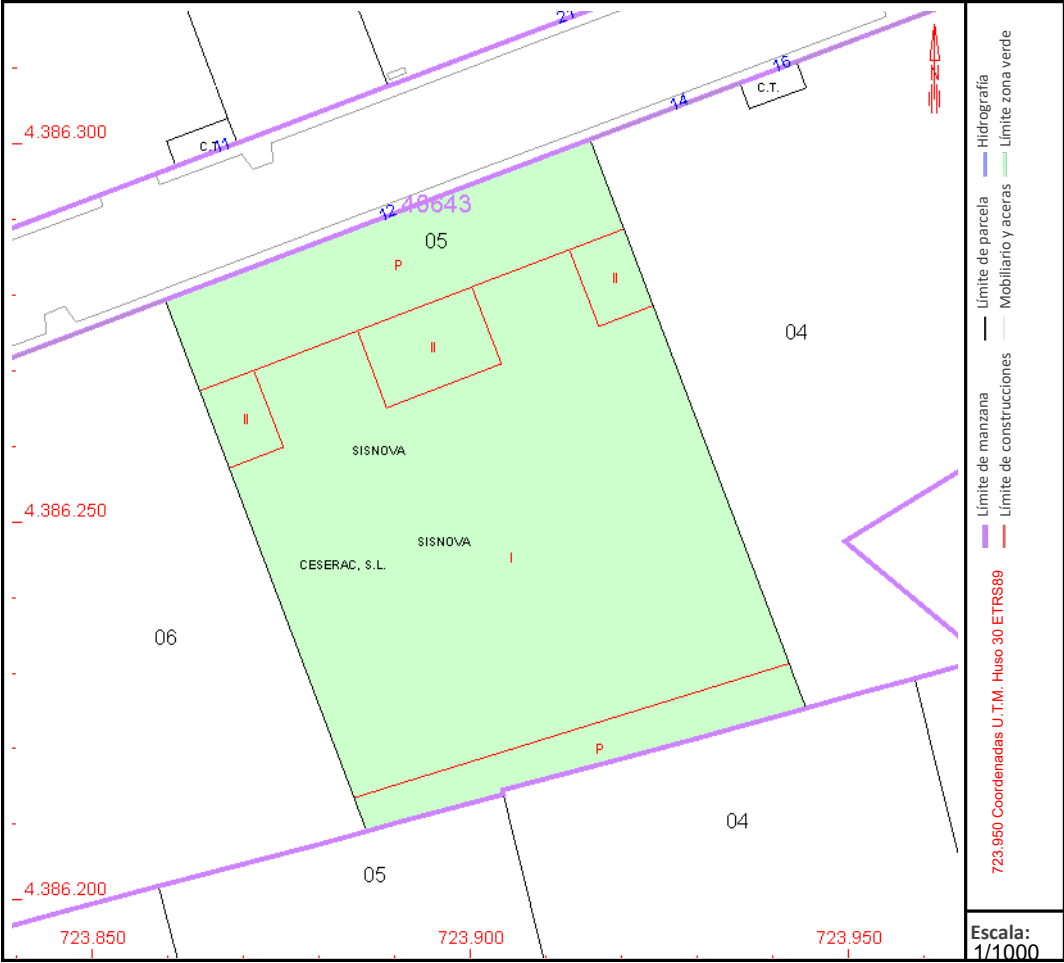 21
16
C.T.
14
N
4.386.300
C.T.
11
12
48643
05
P
II
04
II
II
SISNOVA
4.386.250
SISNOVA
I
CESERAC, S.L.
06
P
04
05
4.386.200
723.850
723.900
723.950
Límite de manzana
Límite de parcela
Hidrografía
723.950 Coordenadas U.T.M. Huso 30 ETRS89
Límite de construcciones
Mobiliario y aceras
Límite zona verde
Escala:
1/1000